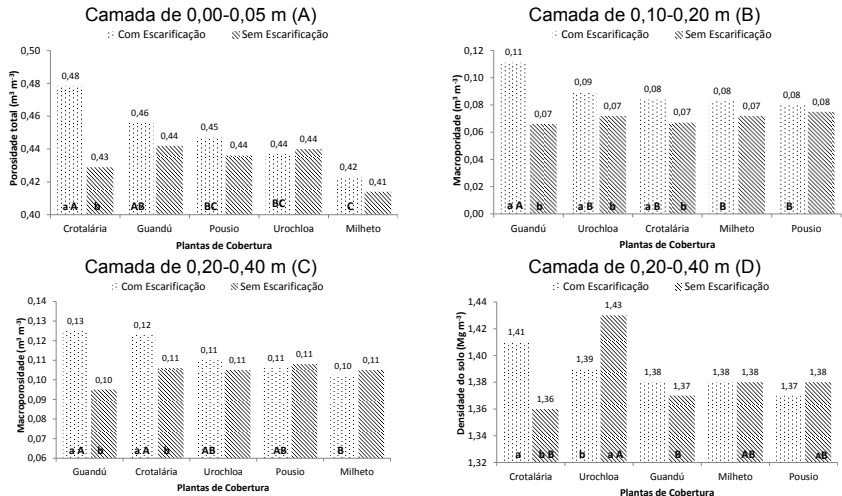 Camada de 0,00-0,05 m (A)
Com Escarificação Sem Escarificação
Porosidade total (m³ m⁻³)
0,50
0,48
0,46
0,44
0,42
0,40
0,48 0,43 0,46 0,44 0,45 0,44 0,44 0,44 0,42 0,41
a A b AB BC BC C
Crotalária Guandú Pousio Urochloa Milheto
Plantas de Cobertura
Camada de 0,10-0,20 m (B)
Com Escarificação Sem Escarificação
Macroporidade (m³ m⁻³)
0,12
0,10
0,08
0,06
0,04
0,02
0,00
0,11 0,07 0,09 0,07 0,08 0,07 0,08 0,07 0,08 0,08
a A b a B b a B b B B
Guandú Urochloa Crotalária Milheto Pousio
Plantas de Cobertura
Camada de 0,20-0,40 m (C)
Com Escarificação Sem Escarificação
Macroporosidade (m³ m⁻³)
0,14
0,13
0,12
0,11
0,10
0,09
0,08
0,07
0,06
0,13 0,10 0,12 0,11 0,11 0,11 0,11 0,11 0,10 0,11
a A b a A b AB AB B
Guandú Crotalária Urochloa Pousio Milheto
Plantas de Cobertura
Camada de 0,20-0,40 m (D)
Com Escarificação Sem Escarificação
Densidade do solo (Mg m⁻³)
1,44
1,42
1,40
1,38
1,36
1,34
1,32
1,41 1,36 1,39 1,43 1,38 1,37 1,38 1,38 1,37 1,38
a b B b a A B AB AB
Crotalária Urochloa Guandú Milheto Pousio
Plantas de Cobertura